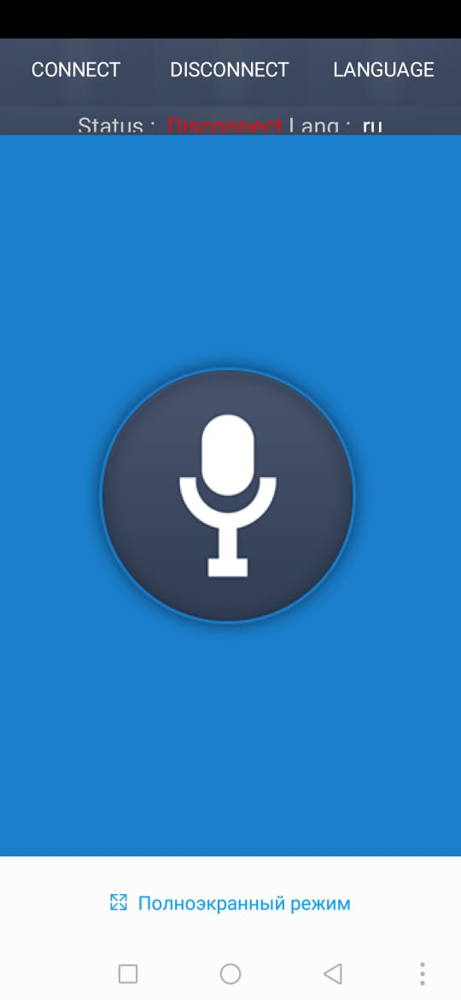 CONNECT DISCONNECT LANGUAGE
Status : Disconnect Lang : ru
Полноэкранный режим